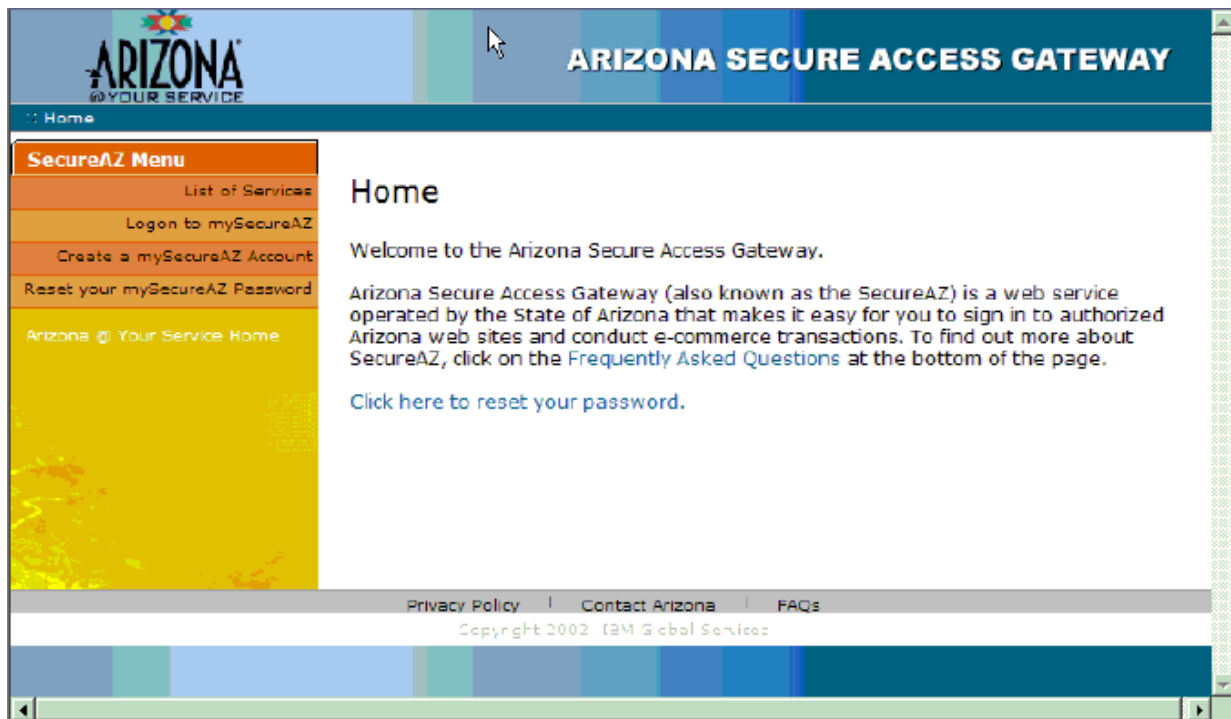 ARIZONA
@YOUR SERVICE
ARIZONA SECURE ACCESS GATEWAY
:: Home
SecureAZ Menu
List of Services
Logon to mySecureAZ
Create a mySecureAZ Account
Reset your mySecureAZ Password
Arizona @ Your Service Home
Home
Welcome to the Arizona Secure Access Gateway.
Arizona Secure Access Gateway (also known as the SecureAZ) is a web service
operated by the State of Arizona that makes it easy for you to sign in to authorized
Arizona web sites and conduct e-commerce transactions. To find out more about
SecureAZ, click on the Frequently Asked Questions at the bottom of the page.
Click here to reset your password.
Privacy Policy | Contact Arizona | FAQs
Copyright 2002, IBM Global Services